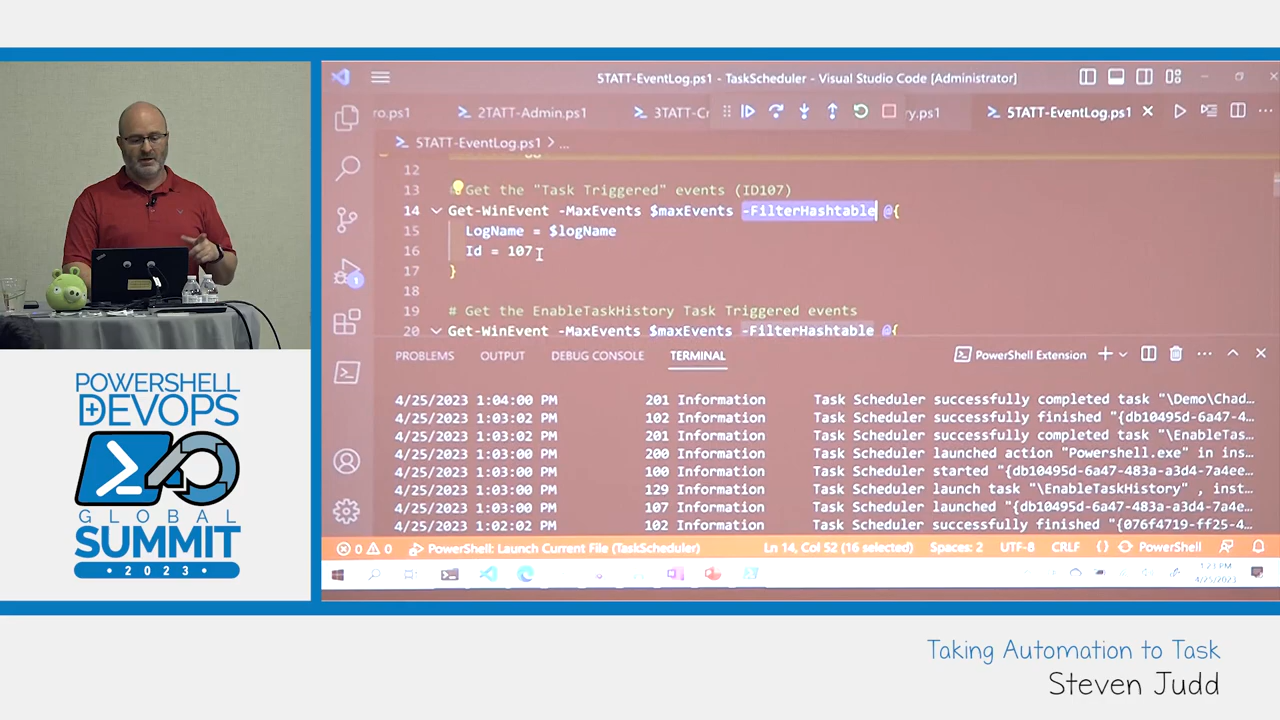 5TATT-EventLog.ps1 - TaskScheduler - Visual Studio Code [Administrator]
ro.ps1
2TATT-Admin.ps1
3TATT-Cr
ry.ps1
5TATT-EventLog.ps1
5TATT-EventLog.ps1 > ...
12
13 # Get the "Task Triggered" events (ID107)
14 Get-WinEvent -MaxEvents $maxEvents -FilterHashtable @{
15 LogName = $logName
16 Id = 107
17 }
18
19 # Get the EnableTaskHistory Task Triggered events
20 Get-WinEvent -MaxEvents $maxEvents -FilterHashtable @{
1
PROBLEMS OUTPUT DEBUG CONSOLE TERMINAL PowerShell Extension
4/25/2023 1:04:00 PM 201 Information Task Scheduler successfully completed task "\Demo\Chad...
4/25/2023 1:03:02 PM 102 Information Task Scheduler successfully finished "{db10495d-6a47-4...
4/25/2023 1:03:02 PM 201 Information Task Scheduler successfully completed task "\EnableTas...
4/25/2023 1:03:00 PM 200 Information Task Scheduler launched action "Powershell.exe" in ins...
4/25/2023 1:03:00 PM 100 Information Task Scheduler started "{db10495d-6a47-483a-a3d4-7a4ee...
4/25/2023 1:03:00 PM 129 Information Task Scheduler launch task "\EnableTaskHistory" , inst...
4/25/2023 1:03:00 PM 107 Information Task Scheduler launched "{db10495d-6a47-483a-a3d4-7a4ee...
4/25/2023 1:02:02 PM 102 Information Task Scheduler successfully finished "{076f4719-ff25-4...
0 0 PowerShell: Launch Current File (TaskScheduler) Ln 14, Col 52 (16 selected) Spaces: 2 UTF-8 CRLF {} PowerShell
1:23 PM
4/25/2023
POWERSHELL
+DEVOPS
GLOBAL
SUMMIT
• 2023 •
Taking Automation to Task
Steven Judd